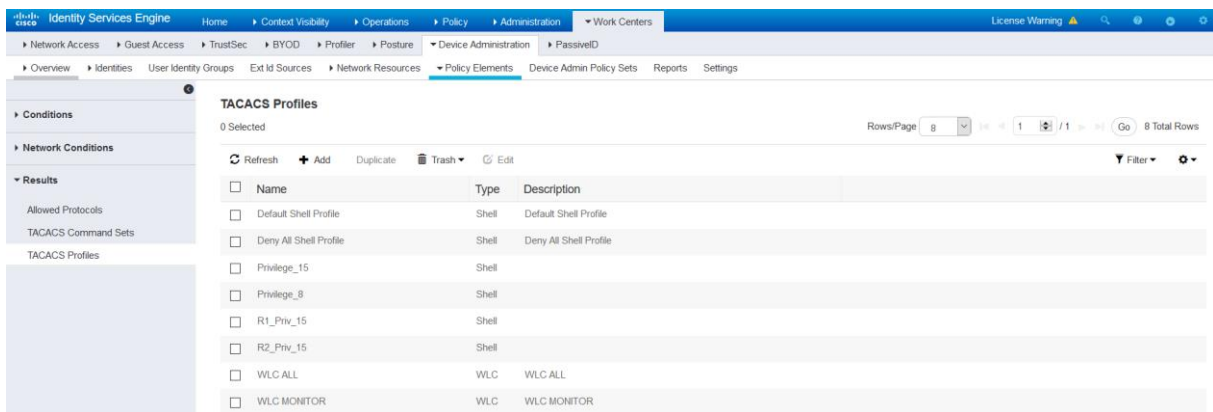 cisco Identity Services Engine Home Context Visibility Operations Policy Administration Work Centers License Warning
Network Access Guest Access TrustSec BYOD Profiler Posture Device Administration PassiveID
Overview Identities User Identity Groups Ext Id Sources Network Resources Policy Elements Device Admin Policy Sets Reports Settings
Conditions
Network Conditions
Results
Allowed Protocols
TACACS Command Sets
TACACS Profiles
TACACS Profiles
0 Selected
Rows/Page 8 1 / 1 Go 8 Total Rows
Refresh Add Duplicate Trash Edit Filter
Name Type Description
Default Shell Profile Shell Default Shell Profile
Deny All Shell Profile Shell Deny All Shell Profile
Privilege_15 Shell
Privilege_8 Shell
R1_Priv_15 Shell
R2_Priv_15 Shell
WLC ALL WLC WLC ALL
WLC MONITOR WLC WLC MONITOR